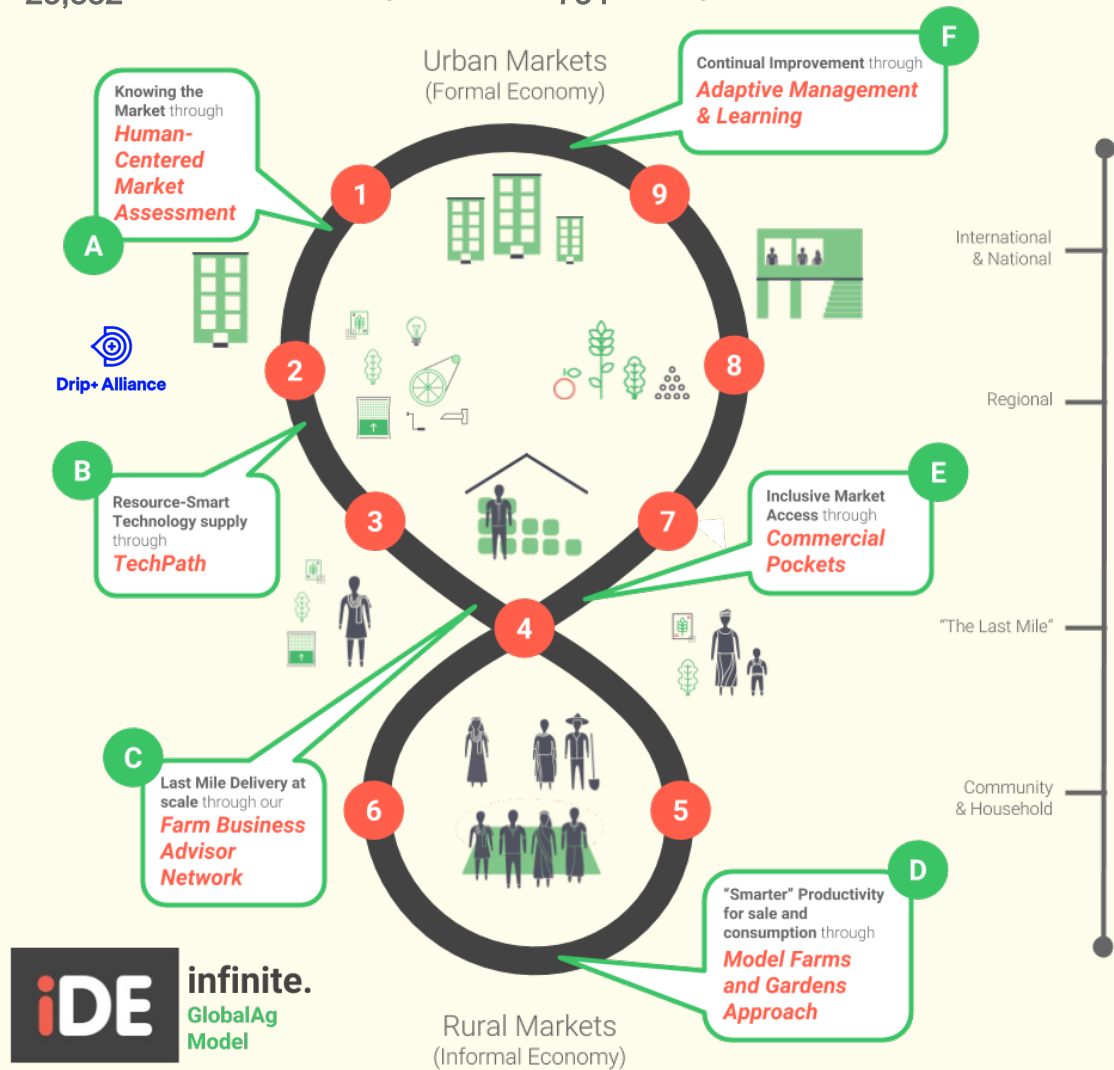 Urban Markets
(Formal Economy)
F
Continual Improvement through
Adaptive Management
& Learning
Knowing the
Market through
Human-
Centered
Market
Assessment
A
1
9
International
& National
Drip+ Alliance
2
8
Regional
B
Resource-Smart
Technology supply
through
TechPath
3
7
E
Inclusive Market
Access through
Commercial
Pockets
4
"The Last Mile"
C
Last Mile Delivery at
scale through our
Farm Business
Advisor
Network
6
5
Community
& Household
D
"Smarter" Productivity
for sale and
consumption through
Model Farms
and Gardens
Approach
iDE
infinite.
GlobalAg
Model
Rural Markets
(Informal Economy)